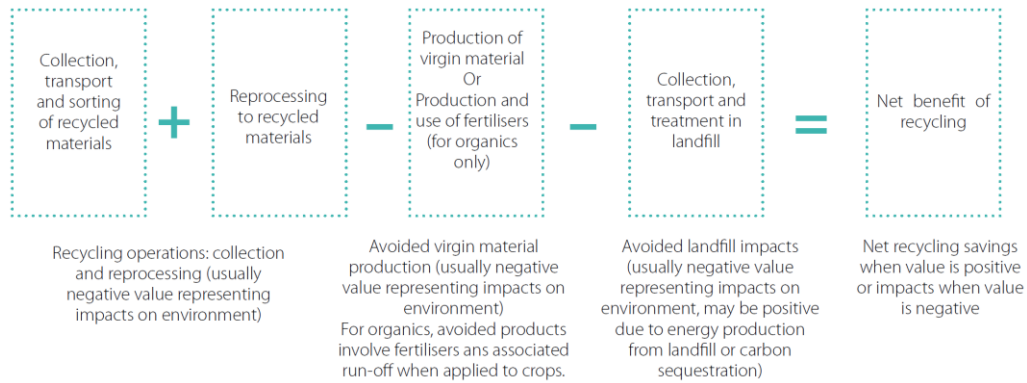 Collection,
transport
and sorting
of recycled
materials
+
Reprocessing
to recycled
materials
–
Production of
virgin material
Or
Production and
use of fertilisers
(for organics
only)
–
Collection,
transport and
treatment in
landfill
=
Net benefit of
recycling
Recycling operations: collection
and reprocessing (usually
negative value representing
impacts on environment)
Avoided virgin material
production (usually negative
value representing impacts on
environment)
For organics, avoided products
involve fertilisers ans associated
run-off when applied to crops.
Avoided landfill impacts
(usually negative value
representing impacts on
environment, may be positive
due to energy production
from landfill or carbon
sequestration)
Net recycling savings
when value is positive
or impacts when value
is negative